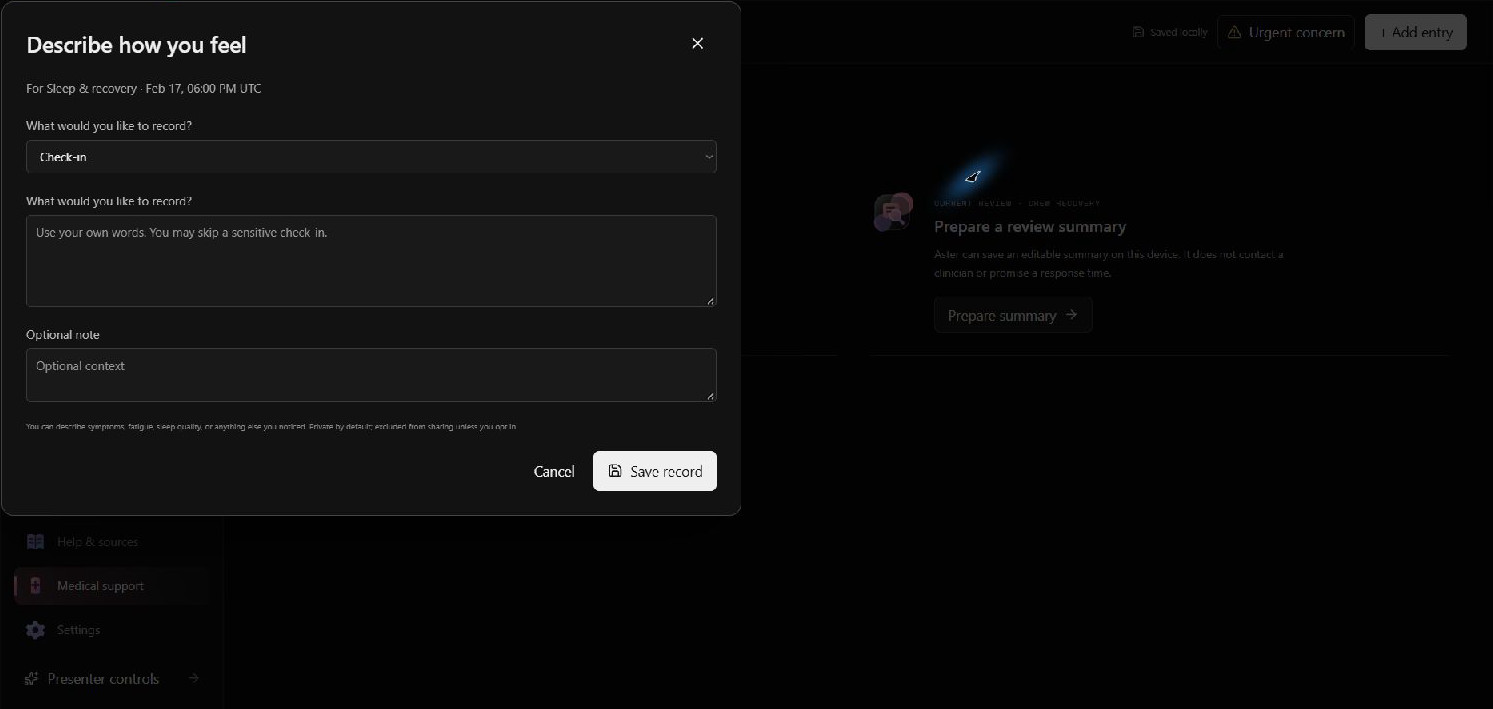 Describe how you feel
For Sleep & recovery · Feb 17, 06:00 PM UTC
What would you like to record?
Check-in
What would you like to record?
Use your own words. You may skip a sensitive check-in.
Optional note
Optional context
You can describe symptoms, fatigue, sleep quality, or anything else you noticed. Private by default; excluded from sharing unless you opt in.
Cancel
Save record
Saved locally
Urgent concern
+ Add entry
CURRENT REVIEW · CREW RECOVERY
Prepare a review summary
Aster can save an editable summary on this device. It does not contact a
clinician or promise a response time.
Prepare summary
Help & sources
Medical support
Settings
Presenter controls